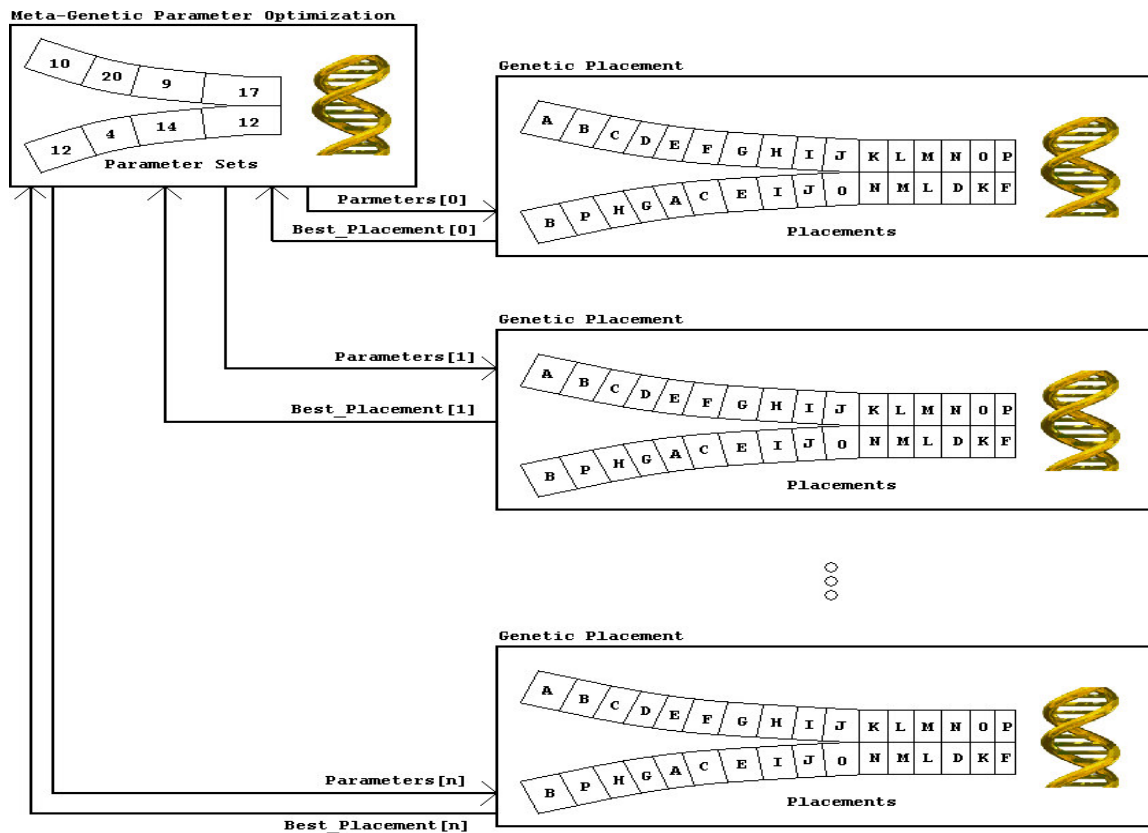 Meta-Genetic Parameter Optimization
10 20 9 17
12 4 14 12
Parameter Sets
Genetic Placement
A B C D E F G H I J K L M N O P
B P H G A C E I J O N M L D K F
Placements
Parmeters[0]
Best_Placement[0]
Genetic Placement
A B C D E F G H I J K L M N O P
B P H G A C E I J O N M L D K F
Placements
Parameters[1]
Best_Placement[1]
Genetic Placement
A B C D E F G H I J K L M N O P
B P H G A C E I J O N M L D K F
Placements
Parameters[n]
Best_Placement[n]